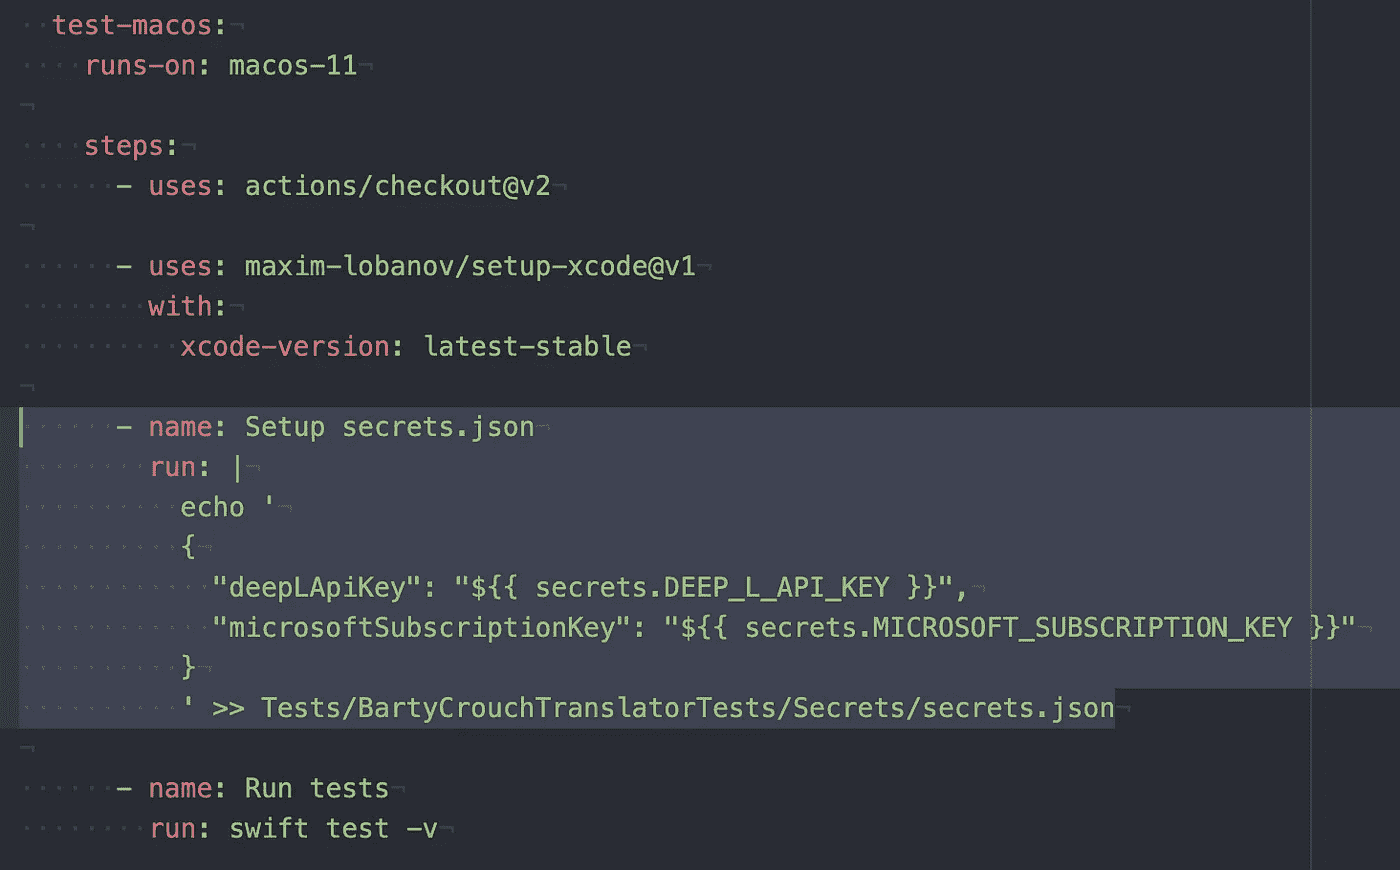 test-macos:
runs-on: macos-11
steps:
- uses: actions/checkout@v2
- uses: maxim-lobanov/setup-xcode@v1
with:
xcode-version: latest-stable
- name: Setup secrets.json
run: |
echo '
{
"deepLApiKey": "${{ secrets.DEEP_L_API_KEY }}",
"microsoftSubscriptionKey": "${{ secrets.MICROSOFT_SUBSCRIPTION_KEY }}"
}
' >> Tests/BartyCrouchTranslatorTests/Secrets/secrets.json
- name: Run tests
run: swift test -v